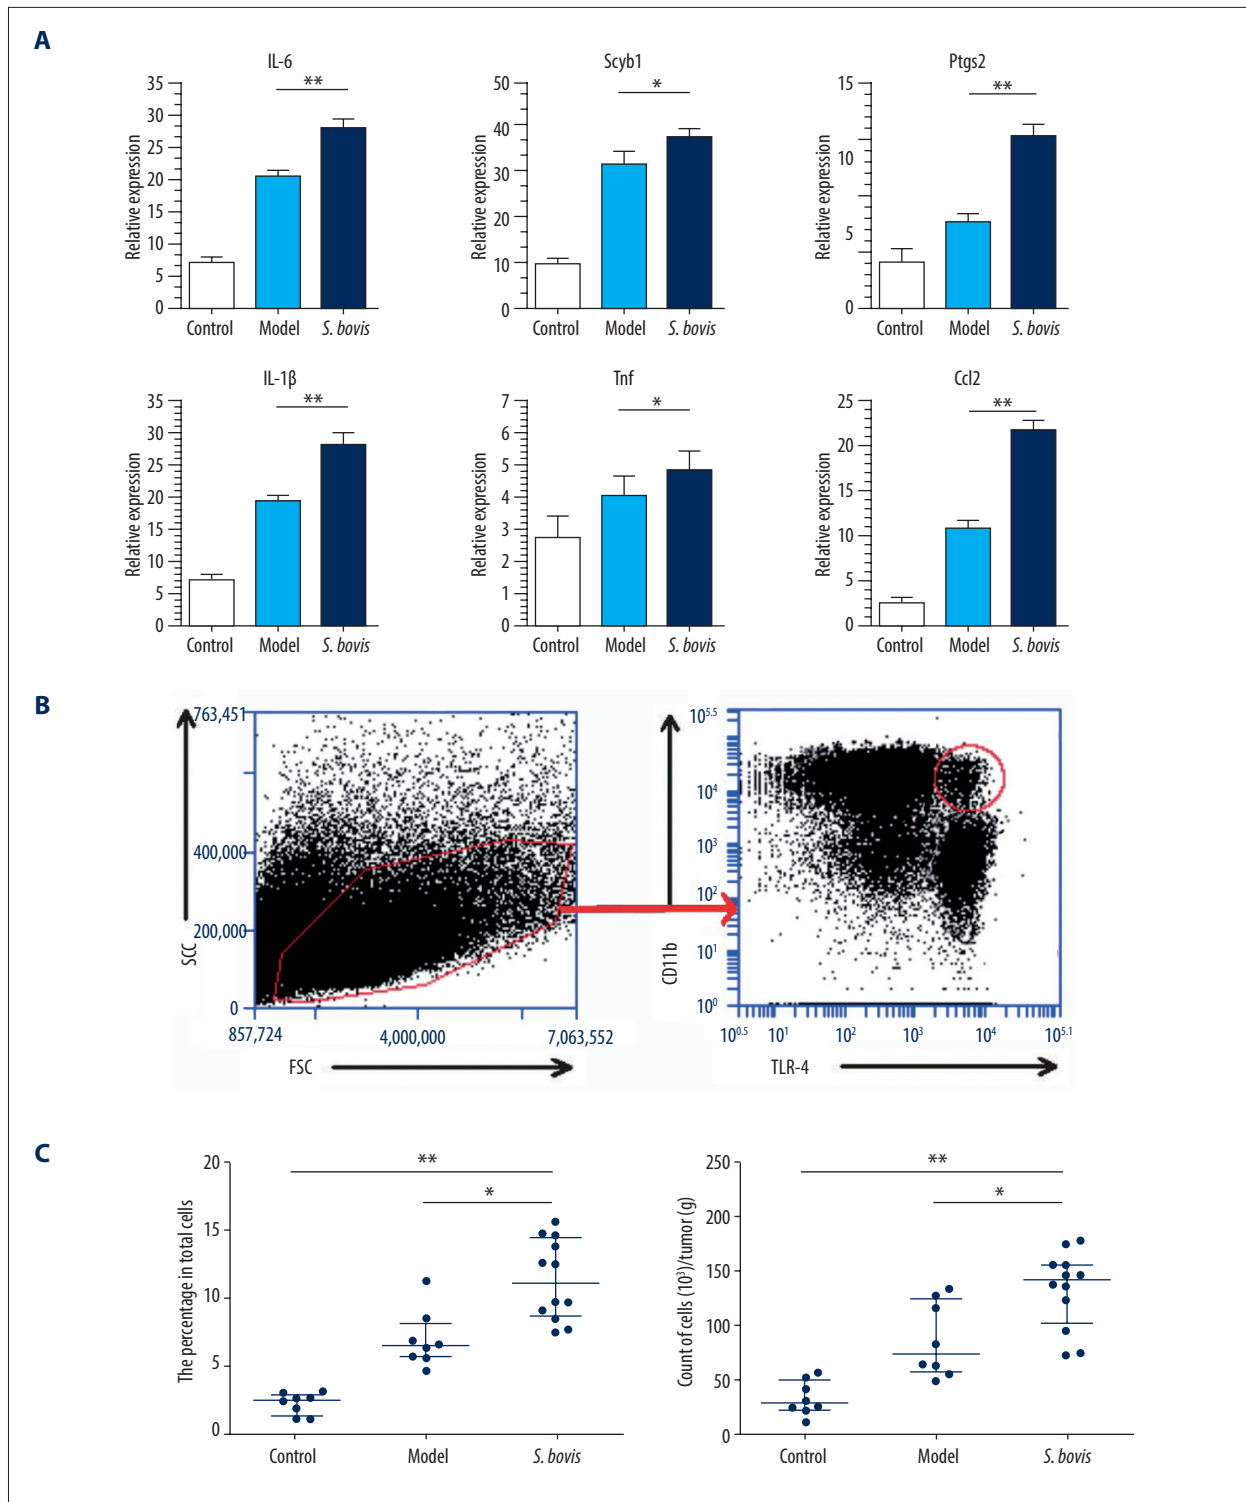 A
IL-6
**
Relative expression
35
30
25
20
15
10
5
0
Control Model S. bovis
Scyb1
*
Relative expression
50
40
30
20
10
0
Control Model S. bovis
Ptgs2
**
Relative expression
15
10
5
0
Control Model S. bovis
IL-1β
**
Relative expression
35
30
25
20
15
10
5
0
Control Model S. bovis
Tnf
*
Relative expression
7
6
5
4
3
2
1
0
Control Model S. bovis
Ccl2
**
Relative expression
25
20
15
10
5
0
Control Model S. bovis
B
763,451
400,000
200,000
0
SCC
857,724 4,000,000 7,063,552
FSC
10^5.5
10^4
10^3
10^2
10^1
10^0
CD11b
10^0.5 10^1 10^2 10^3 10^4 10^5.1
TLR-4
C
The percentage in total cells
20
15
10
5
0
**
*
Control Model S. bovis
Count of cells (10³)/tumor (g)
250
200
150
100
50
0
**
*
Control Model S. bovis